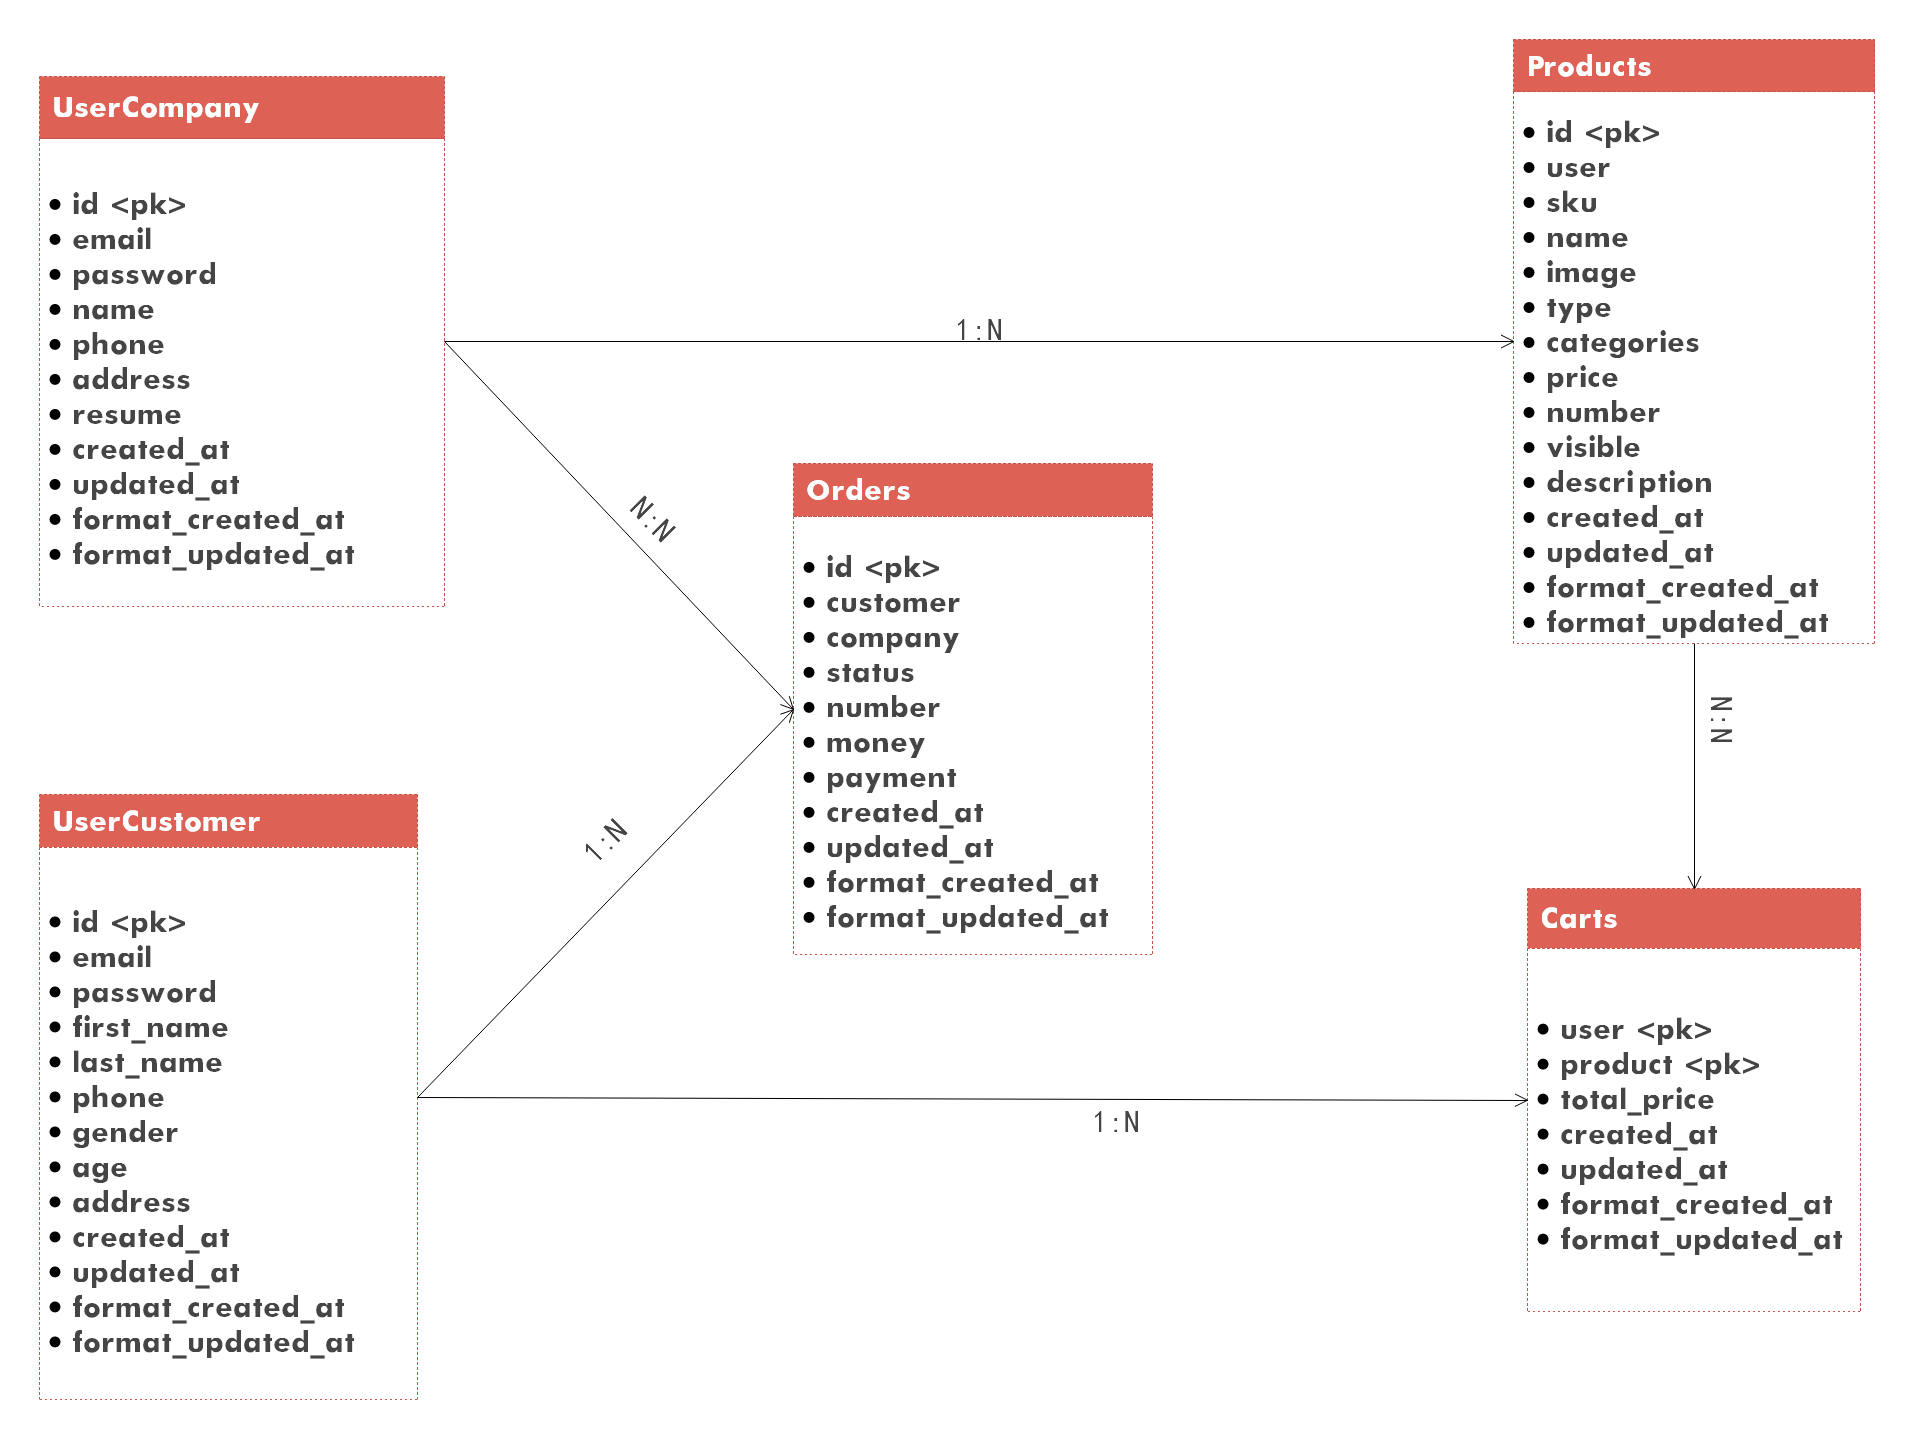 UserCompany
id <pk>
email
password
name
phone
address
resume
created_at
updated_at
format_created_at
format_updated_at
Products
id <pk>
user
sku
name
image
type
categories
price
number
visible
description
created_at
updated_at
format_created_at
format_updated_at
1:N
N:N
Orders
id <pk>
customer
company
status
number
money
payment
created_at
updated_at
format_created_at
format_updated_at
N:N
1:N
UserCustomer
id <pk>
email
password
first_name
last_name
phone
gender
age
address
created_at
updated_at
format_created_at
format_updated_at
1:N
Carts
user <pk>
product <pk>
total_price
created_at
updated_at
format_created_at
format_updated_at